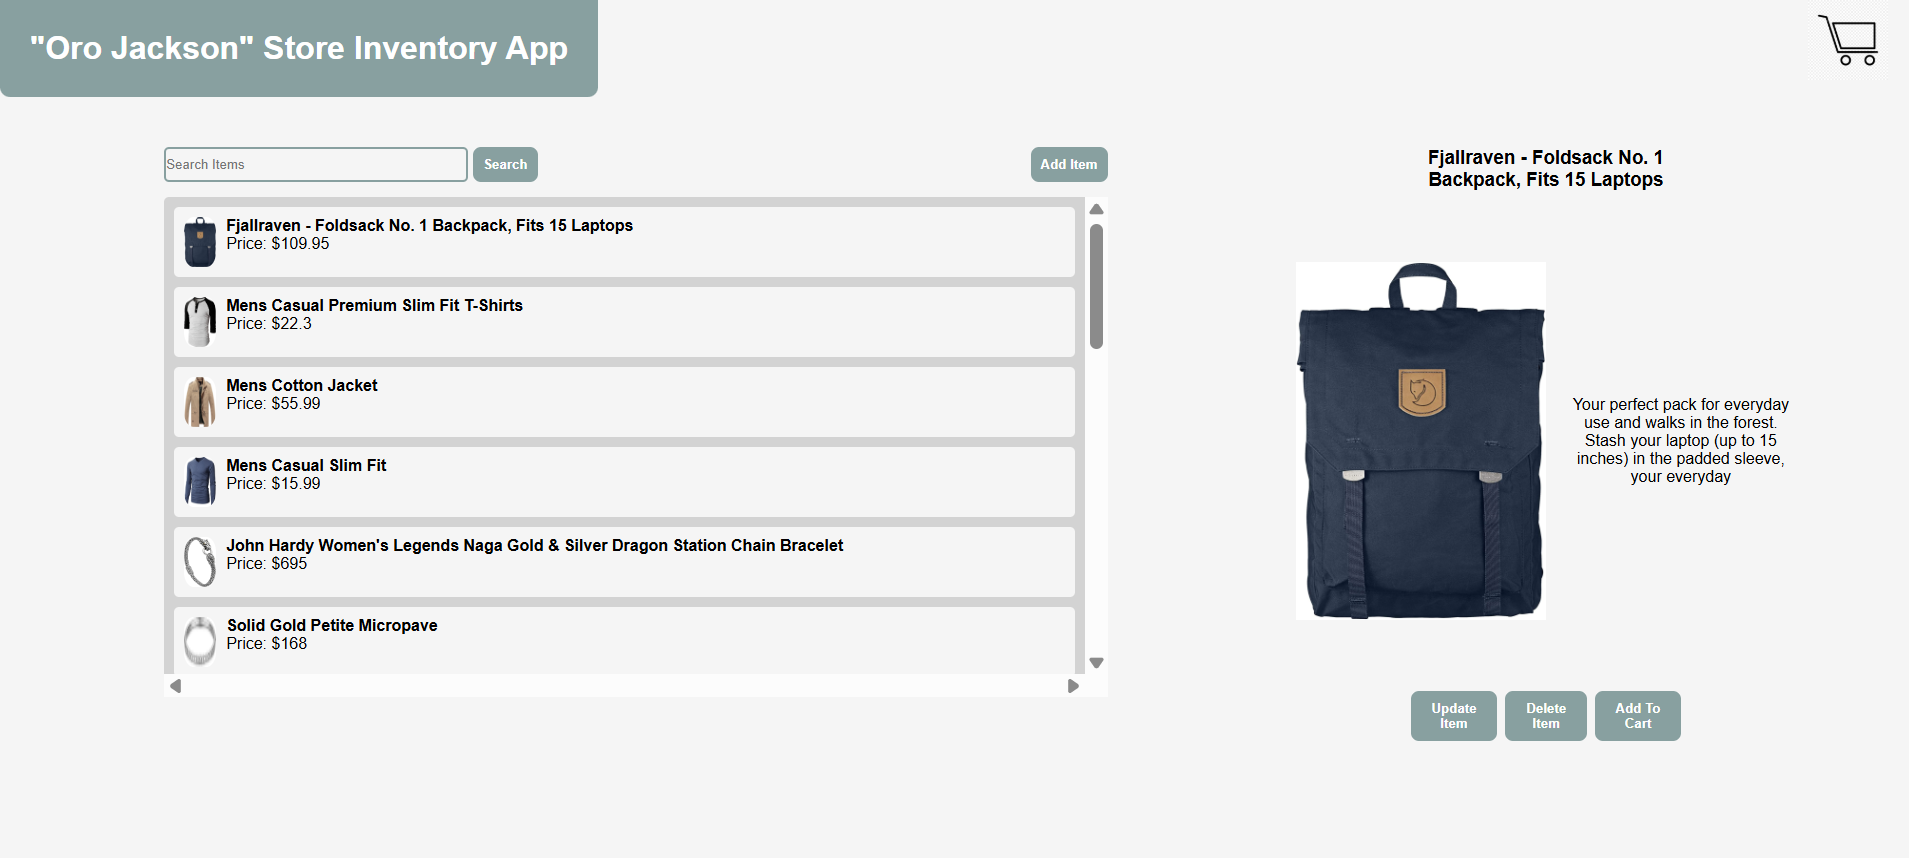 "Oro Jackson" Store Inventory App
Search Items
Search
Add Item
Fjallraven - Foldsack No. 1 Backpack, Fits 15 Laptops
Price: $109.95
Mens Casual Premium Slim Fit T-Shirts
Price: $22.3
Mens Cotton Jacket
Price: $55.99
Mens Casual Slim Fit
Price: $15.99
John Hardy Women's Legends Naga Gold & Silver Dragon Station Chain Bracelet
Price: $695
Solid Gold Petite Micropave
Price: $168
Fjallraven - Foldsack No. 1
Backpack, Fits 15 Laptops
Your perfect pack for everyday
use and walks in the forest.
Stash your laptop (up to 15
inches) in the padded sleeve,
your everyday
Update
Item
Delete
Item
Add To
Cart